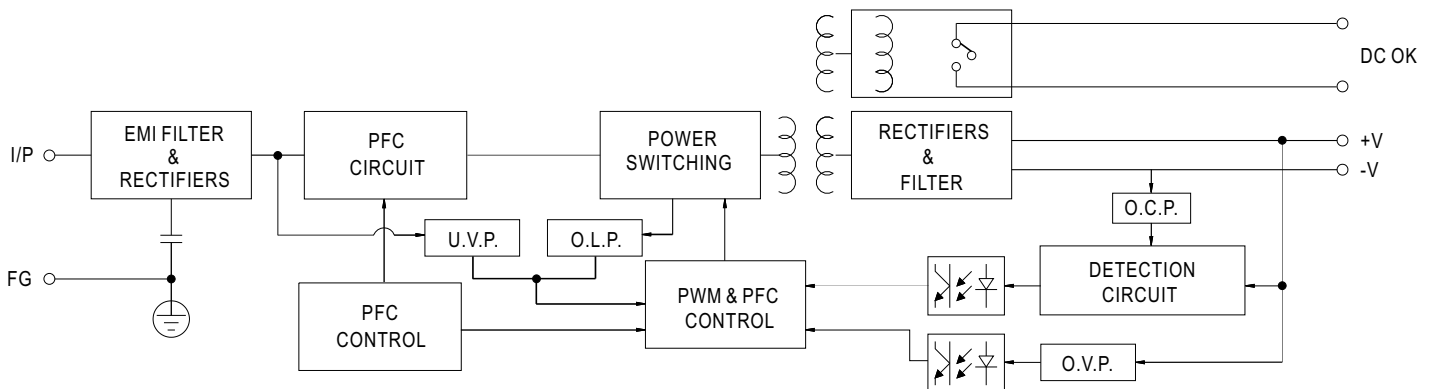 DC OK
I/P
EMI FILTER
&
RECTIFIERS
PFC
CIRCUIT
POWER
SWITCHING
RECTIFIERS
&
FILTER
+V
-V
O.C.P.
U.V.P.
O.L.P.
FG
PFC
CONTROL
PWM & PFC
CONTROL
DETECTION
CIRCUIT
O.V.P.